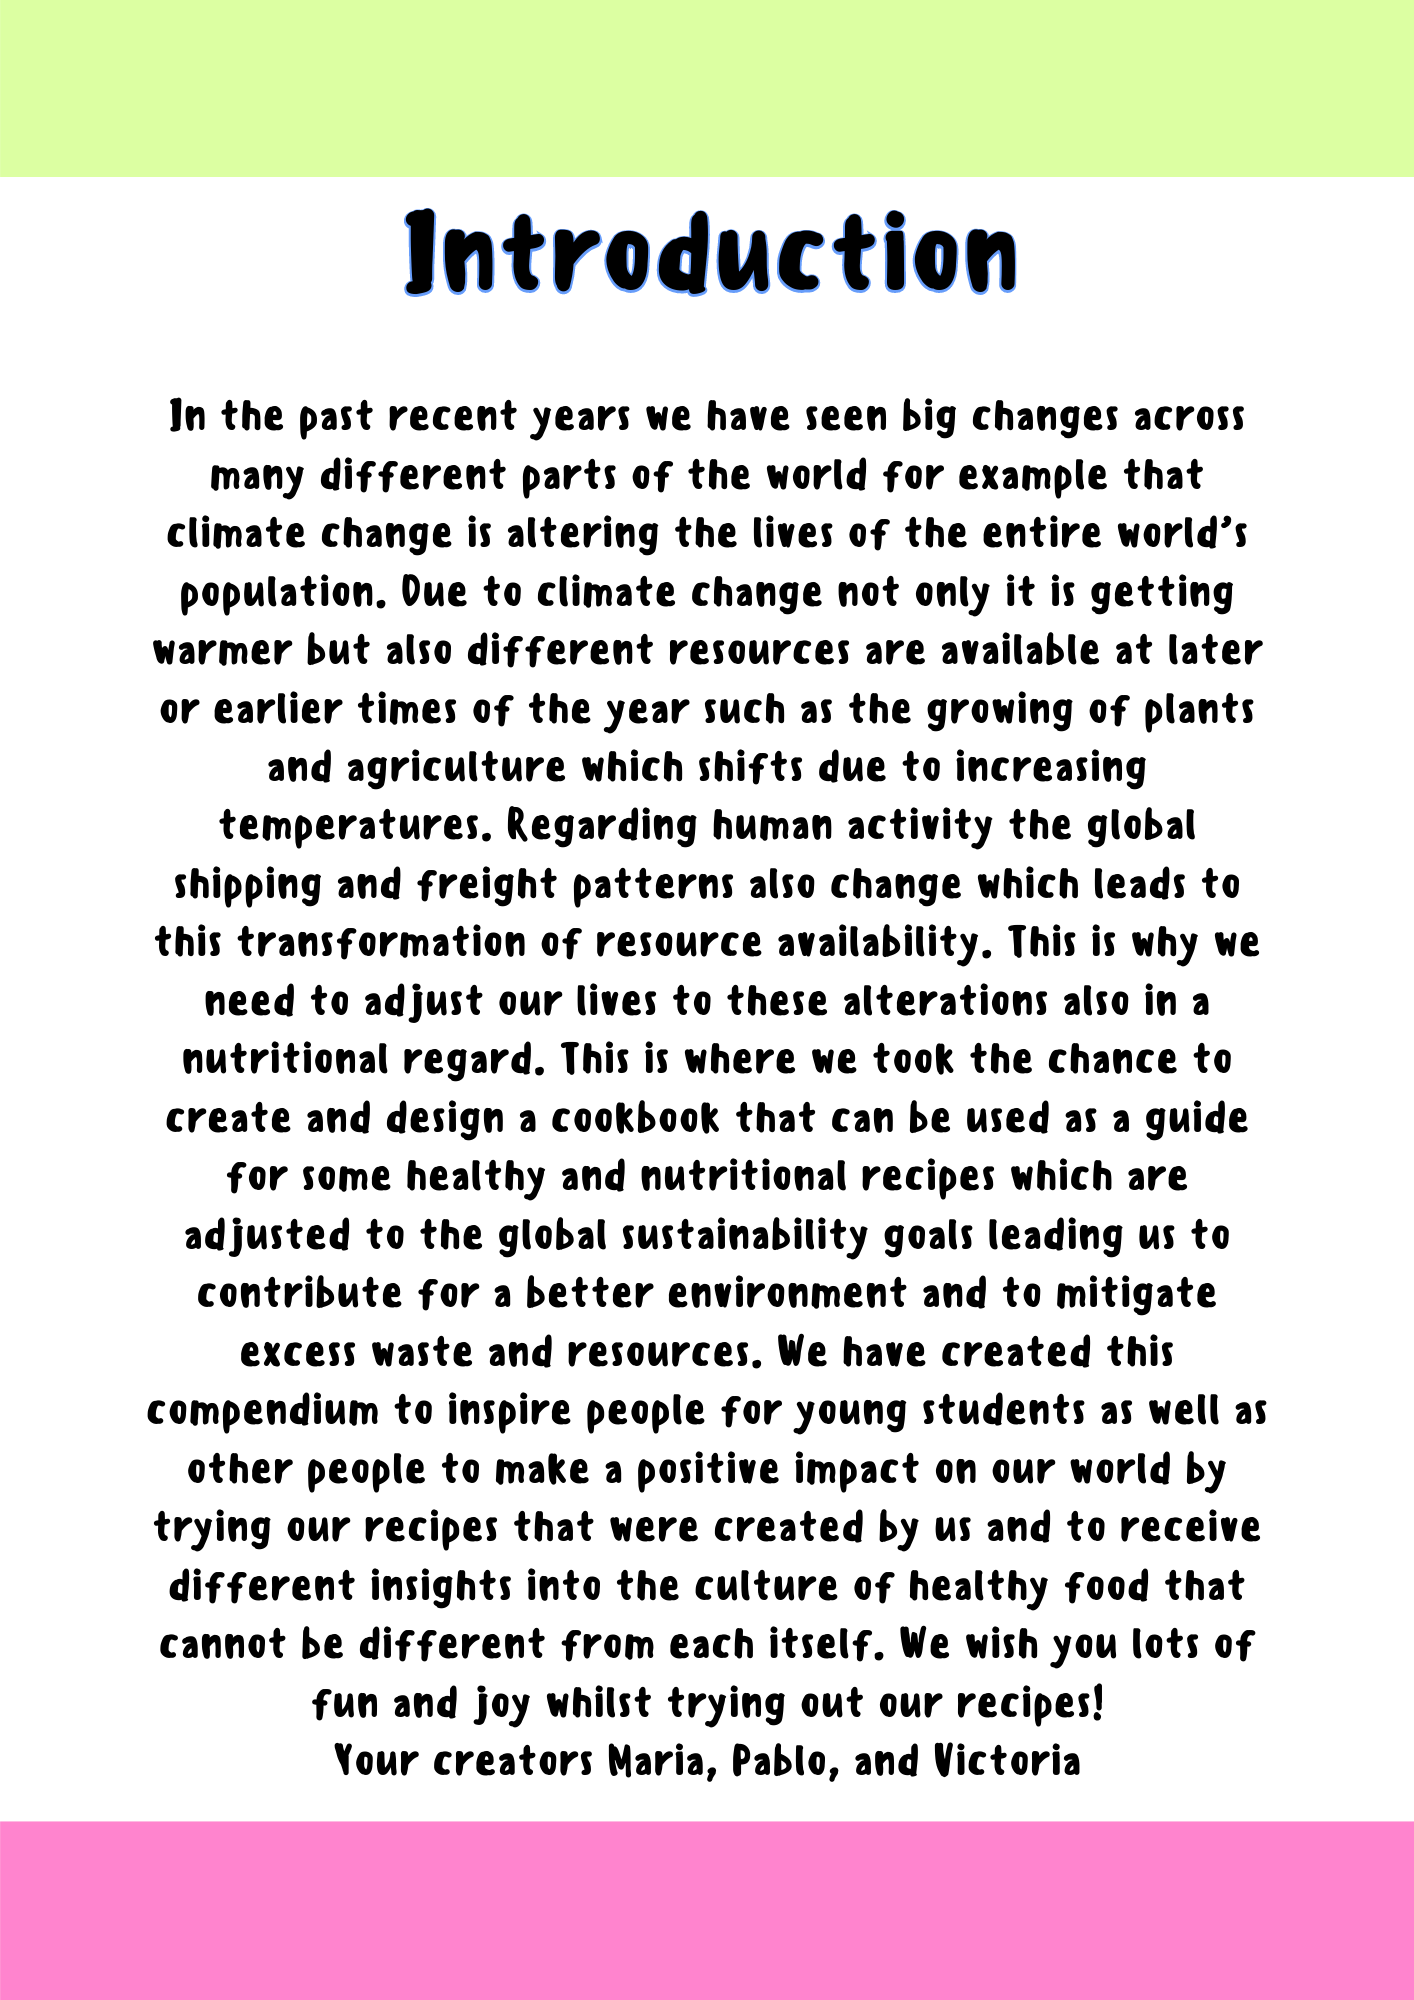 Introduction
In the past recent years we have seen big changes across
many different parts of the world for example that
climate change is altering the lives of the entire world's
population. Due to climate change not only it is getting
warmer but also different resources are available at later
or earlier times of the year such as the growing of plants
and agriculture which shifts due to increasing
temperatures. Regarding human activity the global
shipping and freight patterns also change which leads to
this transformation of resource availability. This is why we
need to adjust our lives to these alterations also in a
nutritional regard. This is where we took the chance to
create and design a cookbook that can be used as a guide
for some healthy and nutritional recipes which are
adjusted to the global sustainability goals leading us to
contribute for a better environment and to mitigate
excess waste and resources. We have created this
compendium to inspire people for young students as well as
other people to make a positive impact on our world by
trying our recipes that were created by us and to receive
different insights into the culture of healthy food that
cannot be different from each itself. We wish you lots of
fun and joy whilst trying out our recipes!
Your creators Maria, Pablo, and Victoria